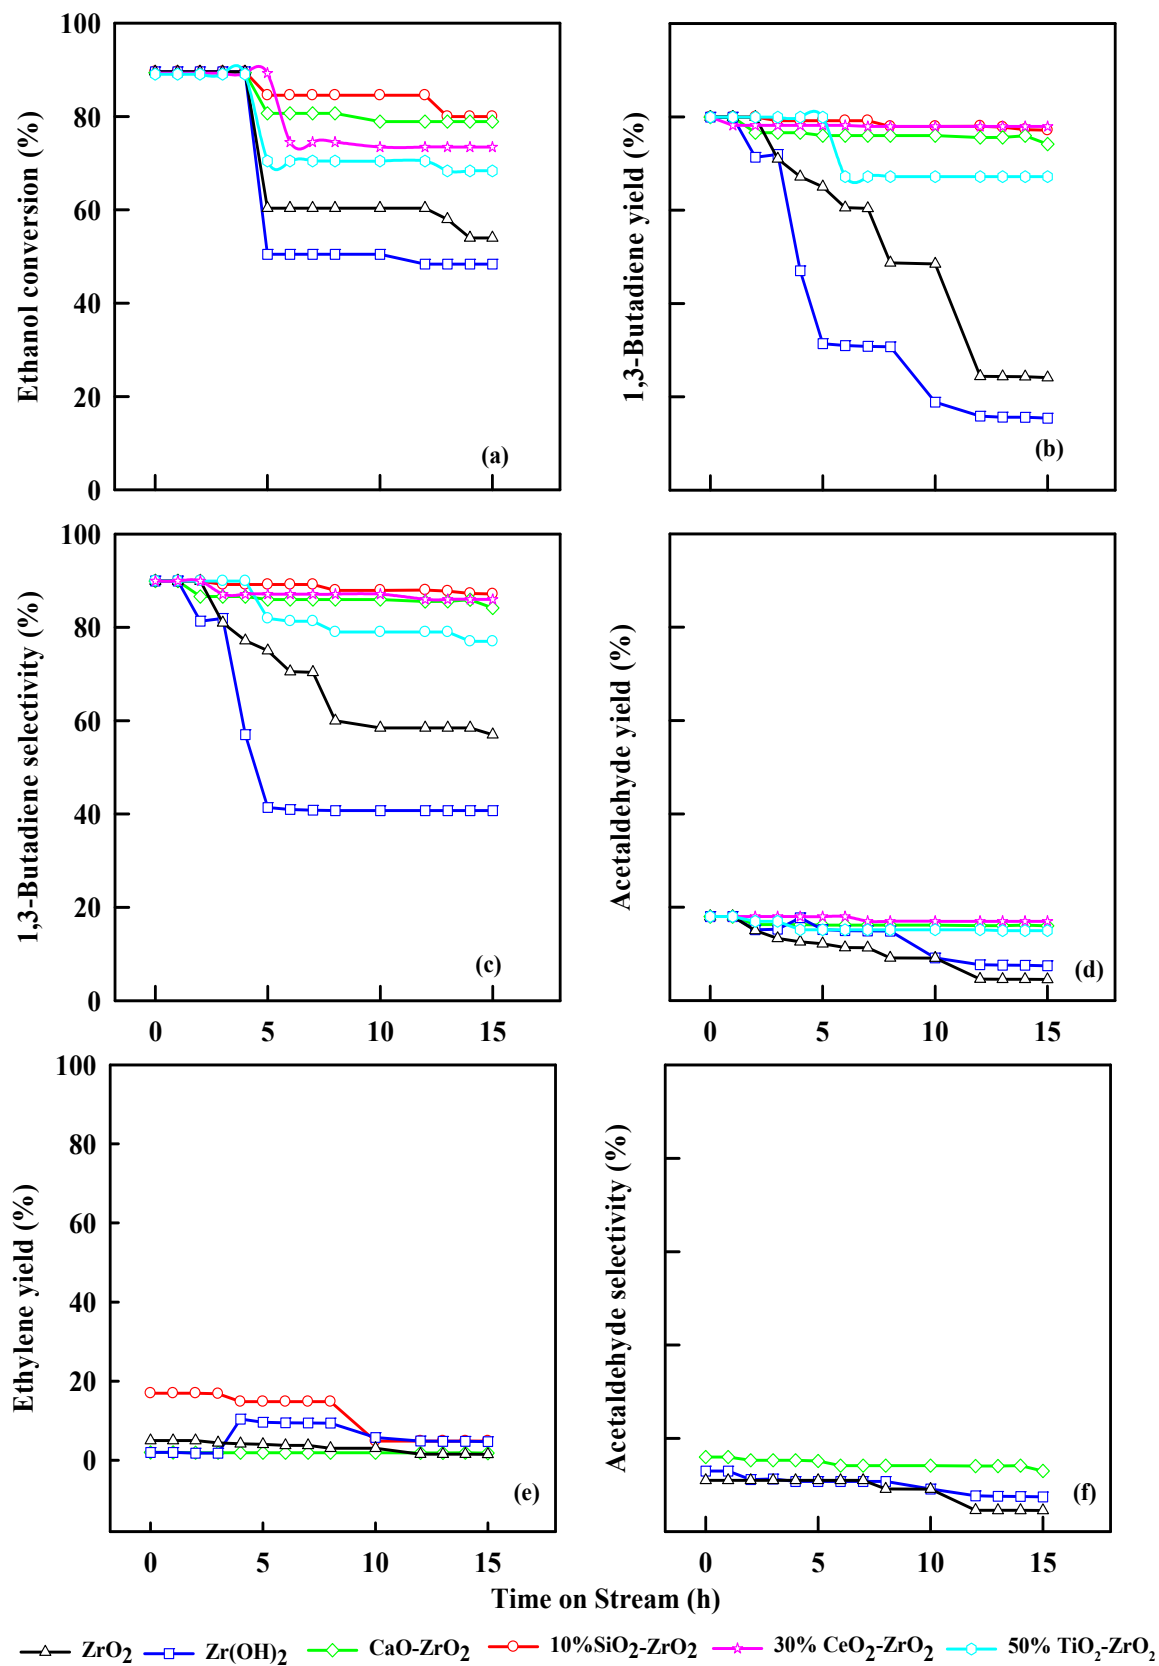 100
80
60
40
20
0
Ethanol conversion (%)
(a)
1,3-Butadiene yield (%)
(b)
100
80
60
40
20
0
1,3-Butadiene selectivity (%)
(c)
0 5 10 15
Acetaldehyde yield (%)
(d)
0 5 10 15
100
80
60
40
20
0
Ethylene yield (%)
(e)
0 5 10 15
Acetaldehyde selectivity (%)
(f)
0 5 10 15
Time on Stream (h)
ZrO2 Zr(OH)2 CaO-ZrO2 10%SiO2-ZrO2 30% CeO2-ZrO2 50% TiO2-ZrO2